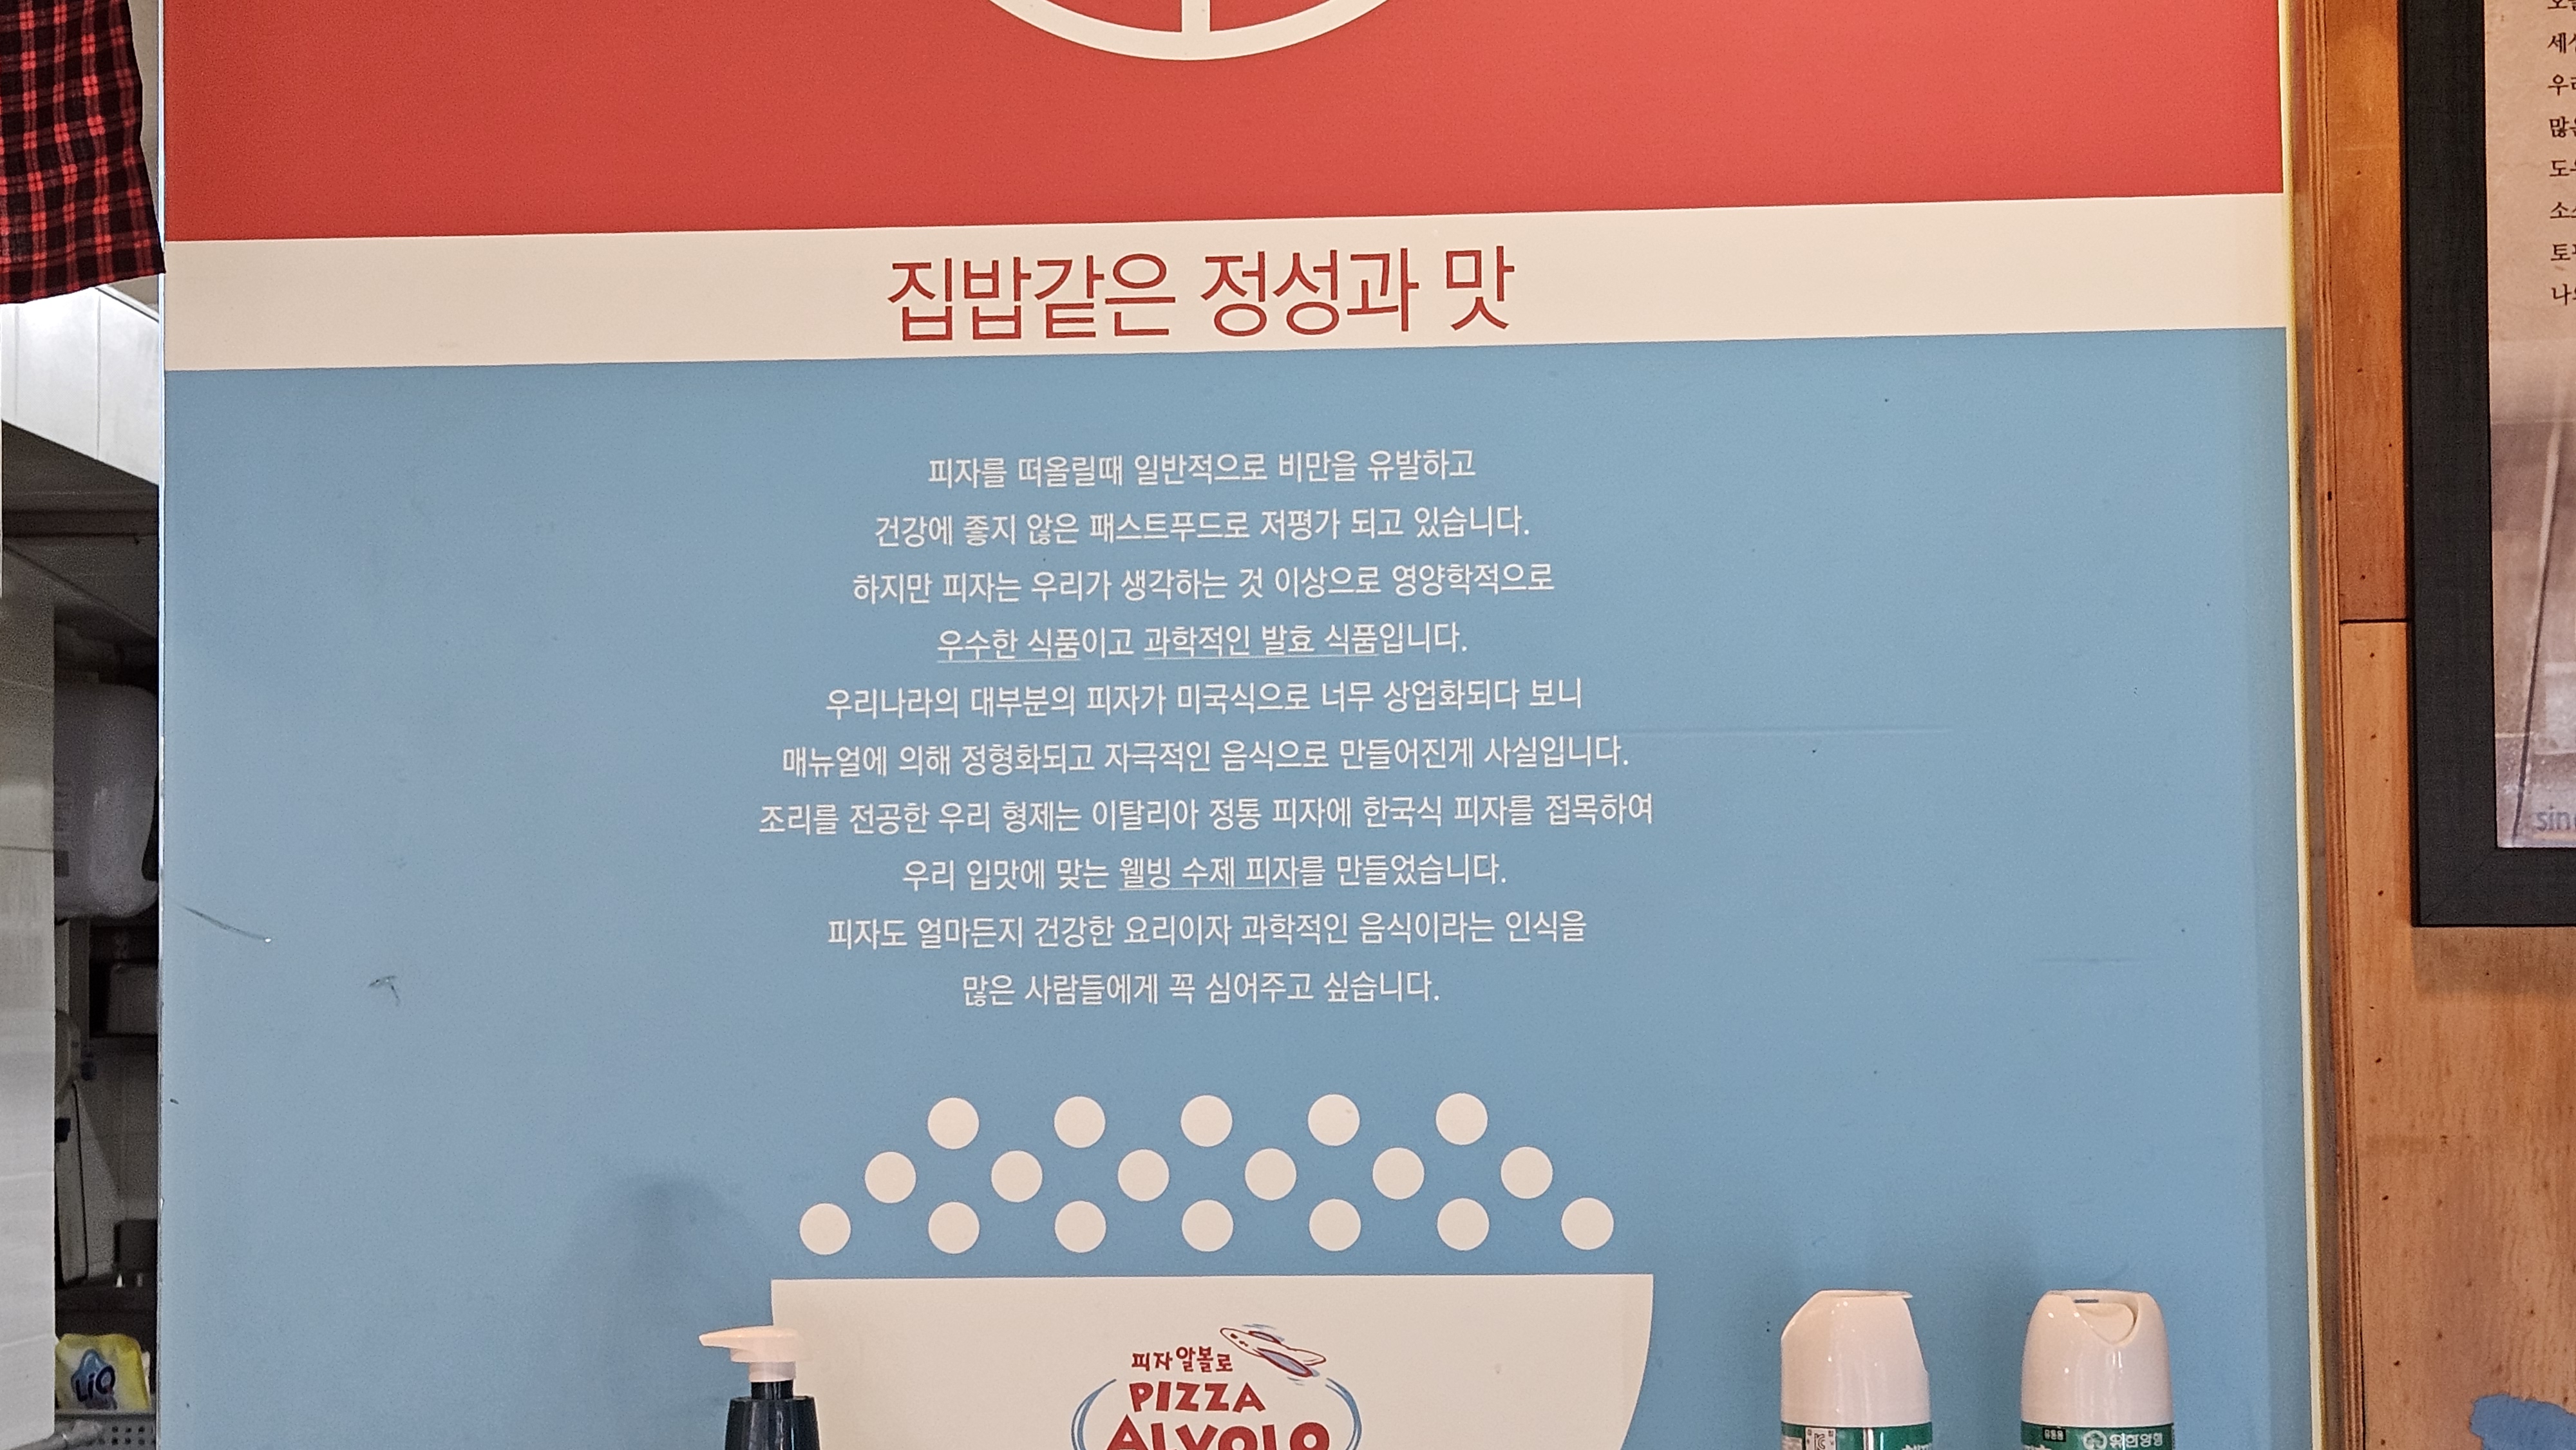 집밥같은 정성과 맛
피자를 떠올릴때 일반적으로 비만을 유발하고
건강에 좋지 않은 패스트푸드로 저평가 되고 있습니다.
하지만 피자는 우리가 생각하는 것 이상으로 영양학적으로
우수한 식품이고 과학적인 발효 식품입니다.
우리나라의 대부분의 피자가 미국식으로 너무 상업화되다 보니
매뉴얼에 의해 정형화되고 자극적인 음식으로 만들어진게 사실입니다.
조리를 전공한 우리 형제는 이탈리아 정통 피자에 한국식 피자를 접목하여
우리 입맛에 맞는 웰빙 수제 피자를 만들었습니다.
피자도 얼마든지 건강한 요리이자 과학적인 음식이라는 인식을
많은 사람들에게 꼭 심어주고 싶습니다.
피자알볼로
PIZZA
ALVOLO
LiQ
유한양행